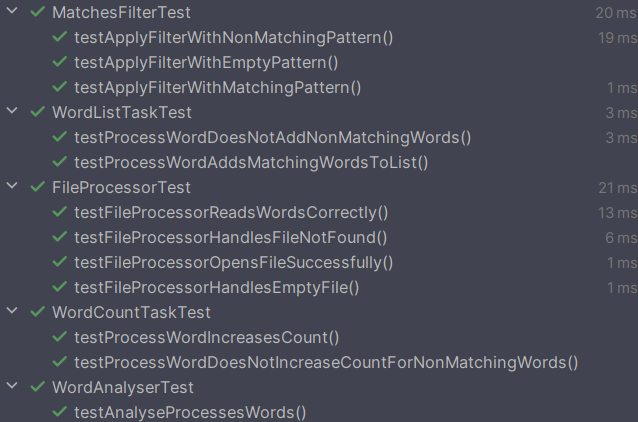 MatchesFilterTest 20 ms
testApplyFilterWithNonMatchingPattern() 19 ms
testApplyFilterWithEmptyPattern()
testApplyFilterWithMatchingPattern() 1 ms
WordListTaskTest 3 ms
testProcessWordDoesNotAddNonMatchingWords() 3 ms
testProcessWordAddsMatchingWordsToList()
FileProcessorTest 21 ms
testFileProcessorReadsWordsCorrectly() 13 ms
testFileProcessorHandlesFileNotFound() 6 ms
testFileProcessorOpensFileSuccessfully() 1 ms
testFileProcessorHandlesEmptyFile() 1 ms
WordCountTaskTest
testProcessWordIncreasesCount()
testProcessWordDoesNotIncreaseCountForNonMatchingWords()
WordAnalyserTest
testAnalyseProcessesWords()